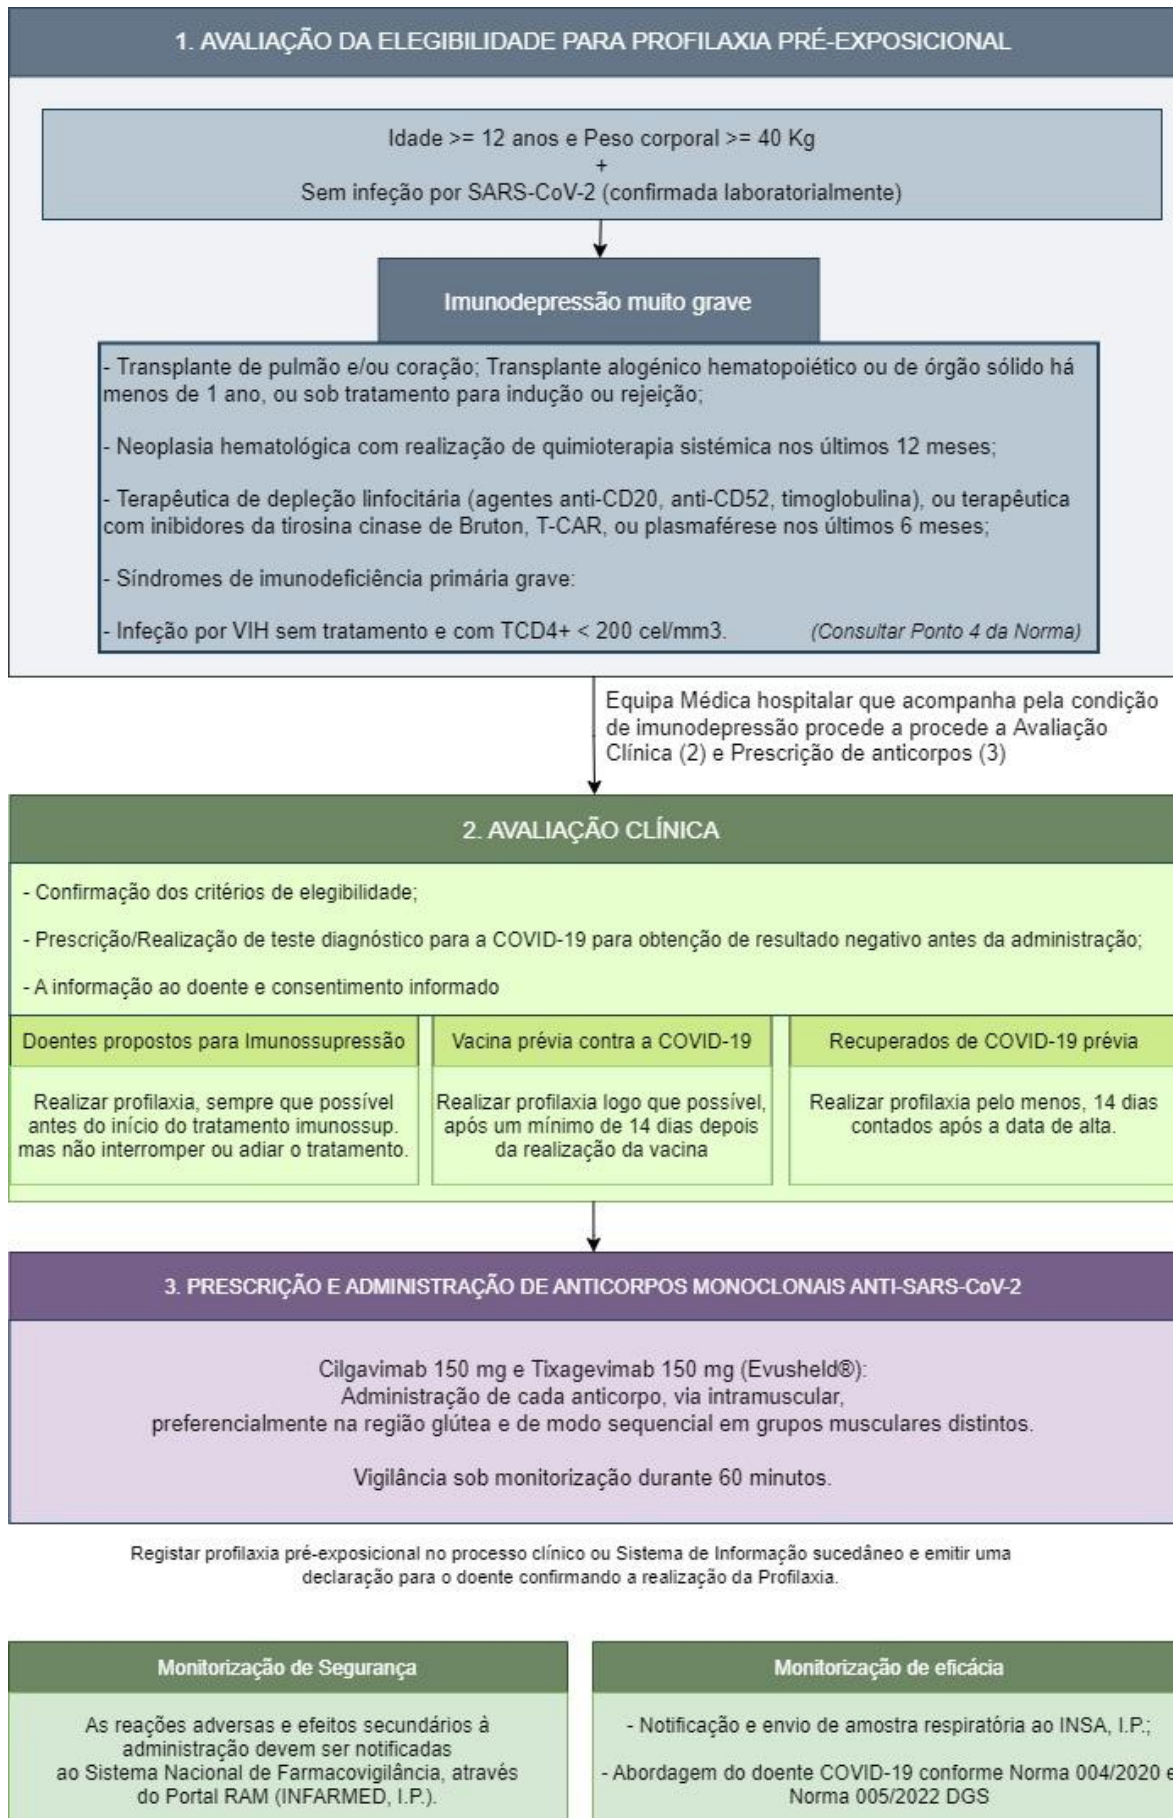 1. AVALIAÇÃO DA ELEGIBILIDADE PARA PROFILAXIA PRÉ-EXPOSICIONAL
Idade >= 12 anos e Peso corporal >= 40 Kg
+
Sem infeção por SARS-CoV-2 (confirmada laboratorialmente)
Imunodepressão muito grave
- Transplante de pulmão e/ou coração; Transplante alogénico hematopoiético ou de órgão sólido há
menos de 1 ano, ou sob tratamento para indução ou rejeição;
- Neoplasia hematológica com realização de quimioterapia sistémica nos últimos 12 meses;
- Terapêutica de depleção linfocitária (agentes anti-CD20, anti-CD52, timoglobulina), ou terapêutica
com inibidores da tirosina cinase de Bruton, T-CAR, ou plasmaférese nos últimos 6 meses;
- Síndromes de imunodeficiência primária grave:
- Infeção por VIH sem tratamento e com TCD4+ < 200 cel/mm3. (Consultar Ponto 4 da Norma)
Equipa Médica hospitalar que acompanha pela condição
de imunodepressão procede a procede a Avaliação
Clínica (2) e Prescrição de anticorpos (3)
2. AVALIAÇÃO CLÍNICA
- Confirmação dos critérios de elegibilidade;
- Prescrição/Realização de teste diagnóstico para a COVID-19 para obtenção de resultado negativo antes da administração;
- A informação ao doente e consentimento informado
Doentes propostos para Imunossupressão
Realizar profilaxia, sempre que possível
antes do início do tratamento imunossup.
mas não interromper ou adiar o tratamento.
Vacina prévia contra a COVID-19
Realizar profilaxia logo que possível,
após um mínimo de 14 dias depois
da realização da vacina
Recuperados de COVID-19 prévia
Realizar profilaxia pelo menos, 14 dias
contados após a data de alta.
3. PRESCRIÇÃO E ADMINISTRAÇÃO DE ANTICORPOS MONOCLONAIS ANTI-SARS-CoV-2
Cilgavimab 150 mg e Tixagevimab 150 mg (Evusheld®):
Administração de cada anticorpo, via intramuscular,
preferencialmente na região glútea e de modo sequencial em grupos musculares distintos.
Vigilância sob monitorização durante 60 minutos.
Registar profilaxia pré-exposicional no processo clínico ou Sistema de Informação sucedâneo e emitir uma
declaração para o doente confirmando a realização da Profilaxia.
Monitorização de Segurança
As reações adversas e efeitos secundários à
administração devem ser notificadas
ao Sistema Nacional de Farmacovigilância, através
do Portal RAM (INFARMED, I.P.).
Monitorização de eficácia
- Notificação e envio de amostra respiratória ao INSA, I.P.;
- Abordagem do doente COVID-19 conforme Norma 004/2020 e
Norma 005/2022 DGS